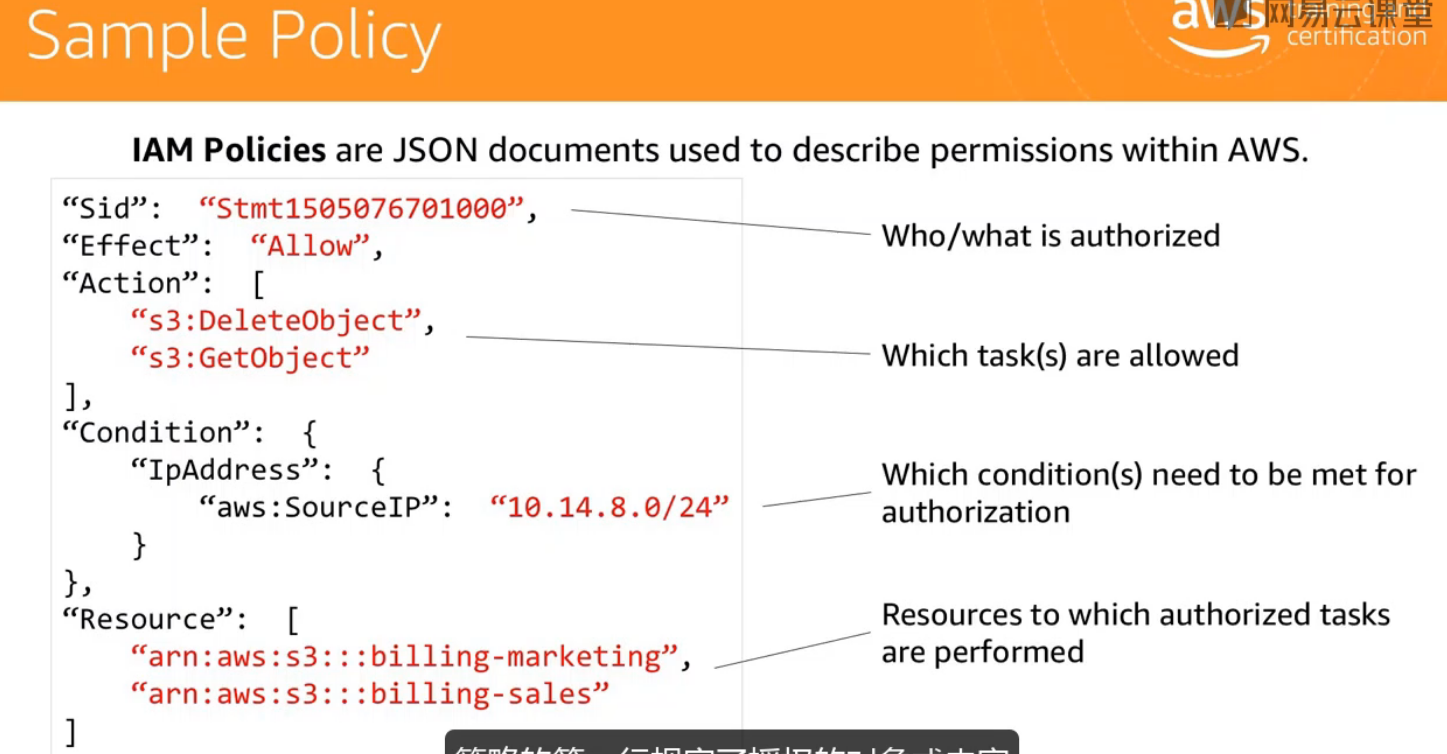 Sample Policy
aws training and certification
网易云课堂
IAM Policies are JSON documents used to describe permissions within AWS.
“Sid”: “Stmt1505076701000”,
“Effect”: “Allow”,
“Action”: [
“s3:DeleteObject”,
“s3:GetObject”
],
“Condition”: {
“IpAddress”: {
“aws:SourceIP”: “10.14.8.0/24”
}
},
“Resource”: [
“arn:aws:s3:::billing-marketing”,
“arn:aws:s3:::billing-sales”
]
Who/what is authorized
Which task(s) are allowed
Which condition(s) need to be met for
authorization
Resources to which authorized tasks
are performed